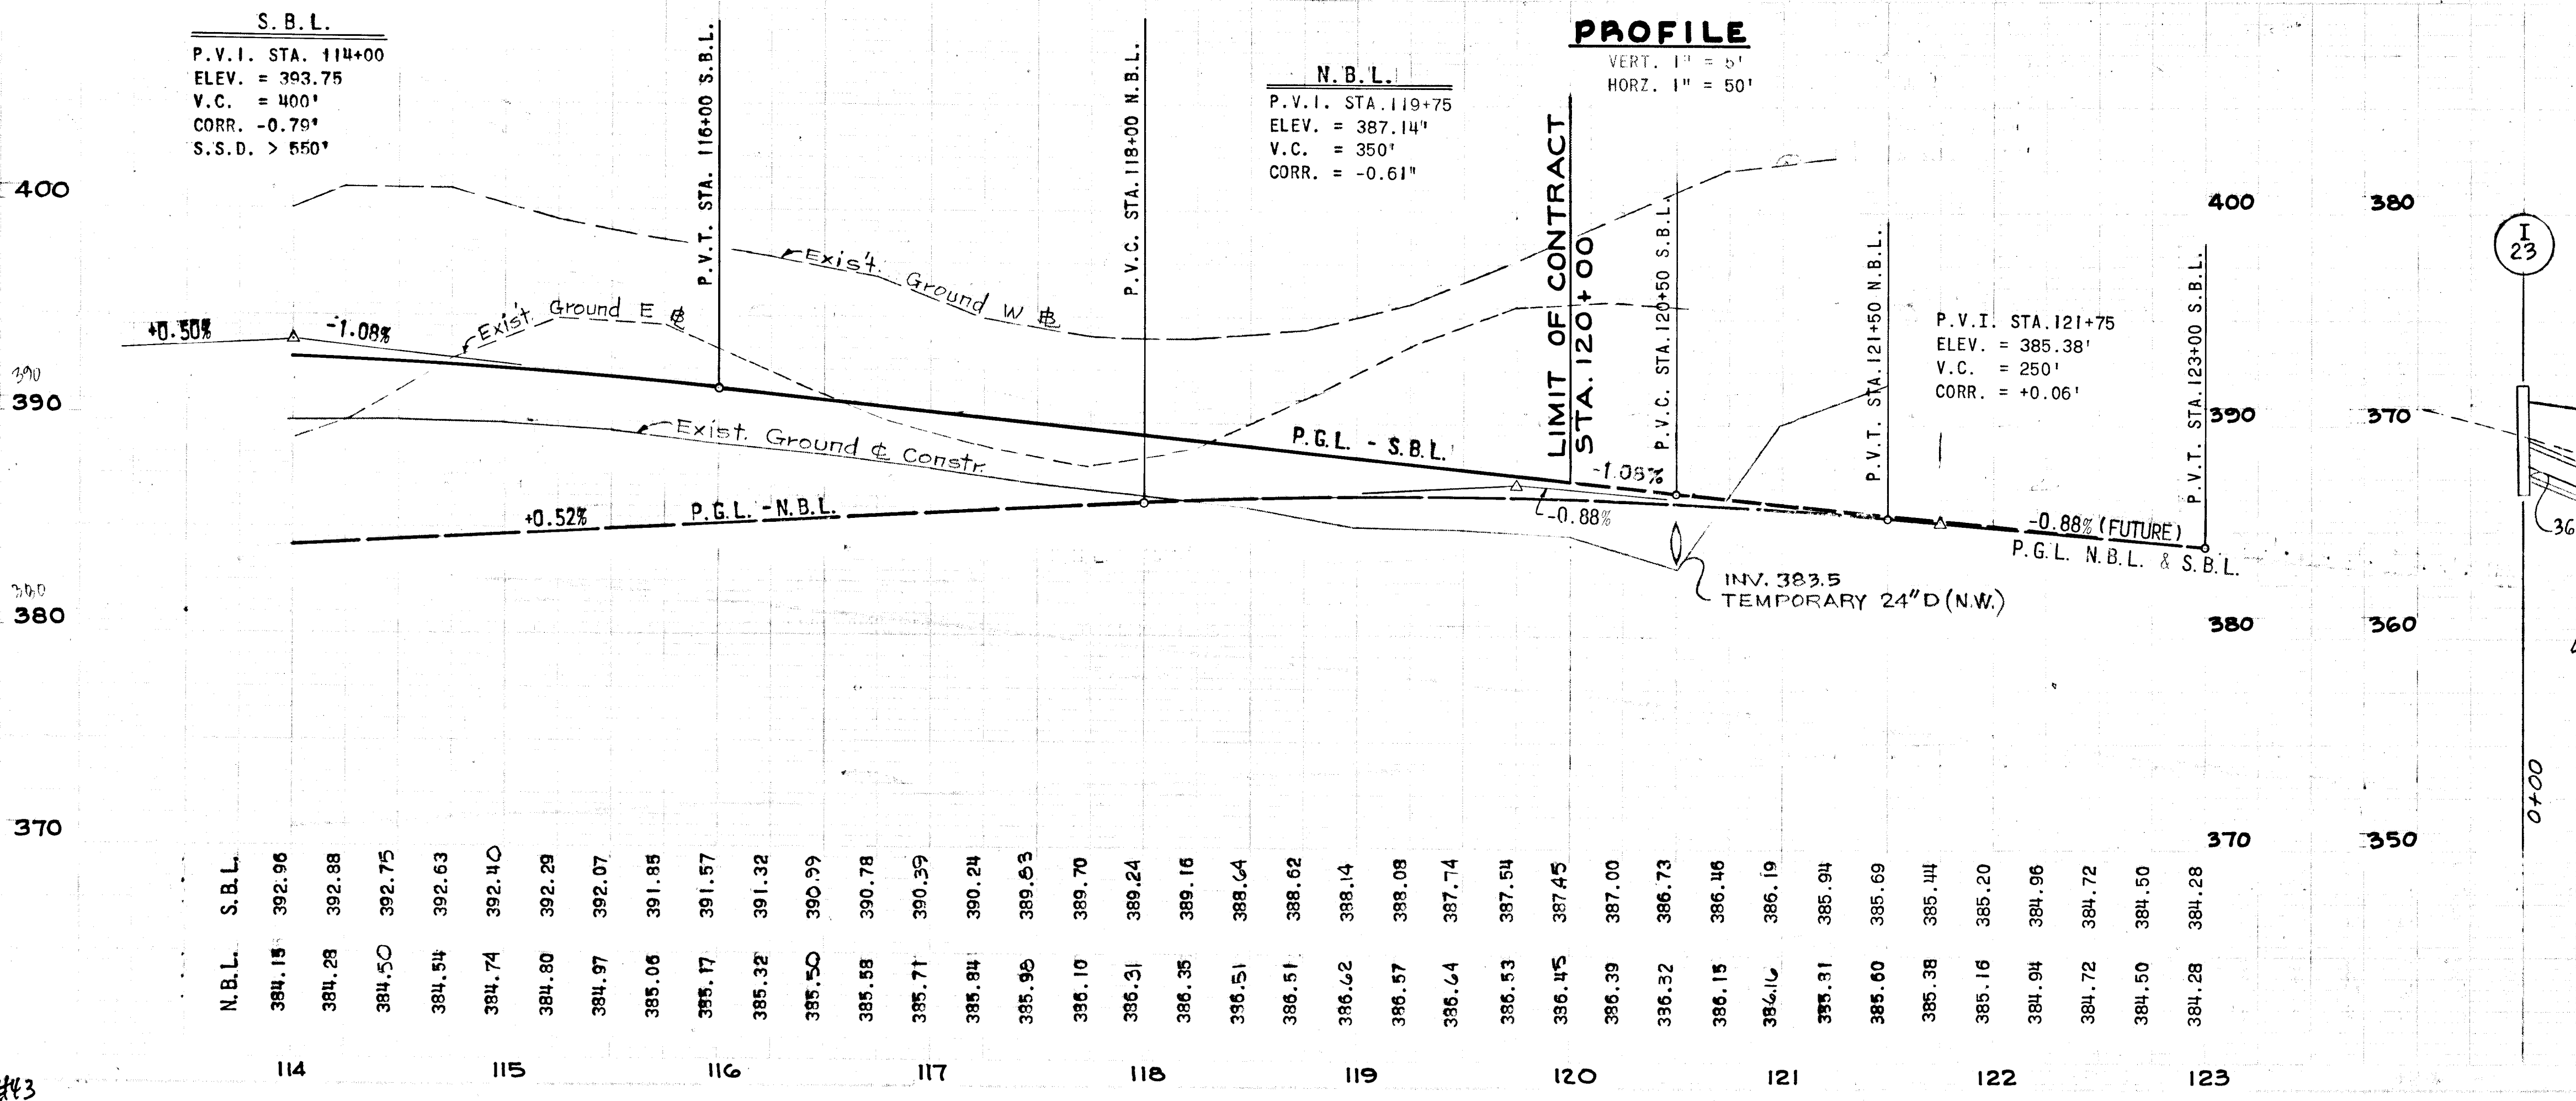 S.B.L.
P.V.I. STA. 114+00
ELEV. = 393.75
V.C. = 400'
CORR. -0.79'
S.S.D. > 550'
P.V.T. STA. 116+00 S.B.L.
P.V.C. STA. 118+00 N.B.L.
N.B.L.
P.V.I. STA. 119+75
ELEV. = 387.14"
V.C. = 350'
CORR. = -0.61"
PROFILE
VERT. 1" = 5'
HORZ. 1" = 50'
LIMIT OF CONTRACT
STA. 120+00
P.V.C. STA. 120+50 S.B.L.
P.V.T. STA. 121+50 N.B.L.
P.V.I. STA. 121+75
ELEV. = 385.38'
V.C. = 250'
CORR. = +0.06'
P.V.T. STA. 123+00 S.B.L.
I
23
400
400
380
+0.50%
-1.08%
Exist. Ground E ⅊
Exist. Ground W ⅊
390
390
390
370
Exist. Ground ℄ Constr.
P.G.L. - S.B.L.
-1.08%
+0.52%
P.G.L. - N.B.L.
-0.88%
-0.88% (FUTURE)
P.G.L. N.B.L. & S.B.L.
36
INV. 383.5
TEMPORARY 24"D (N.W.)
380
380
360
0+00
370
370
350
S.B.L. 392.96 392.88 392.75 392.63 392.40 392.29 392.07 391.85 391.57 391.32 390.99 390.78 390.39 390.24 389.83 389.70 389.24 389.16 388.64 388.62 388.14 388.08 387.74 387.54 387.45 387.00 386.73 386.46 386.19 385.94 385.69 385.44 385.20 384.96 384.72 384.50 384.28
N.B.L. 384.15 384.28 384.50 384.54 384.74 384.80 384.97 385.06 385.17 385.32 385.50 385.58 385.71 385.84 385.98 386.10 386.31 386.35 386.51 386.51 386.62 386.57 386.64 386.53 386.45 386.39 386.32 386.15 386.16 385.81 385.60 385.38 385.16 384.94 384.72 384.50 384.28
114 115 116 117 118 119 120 121 122 123